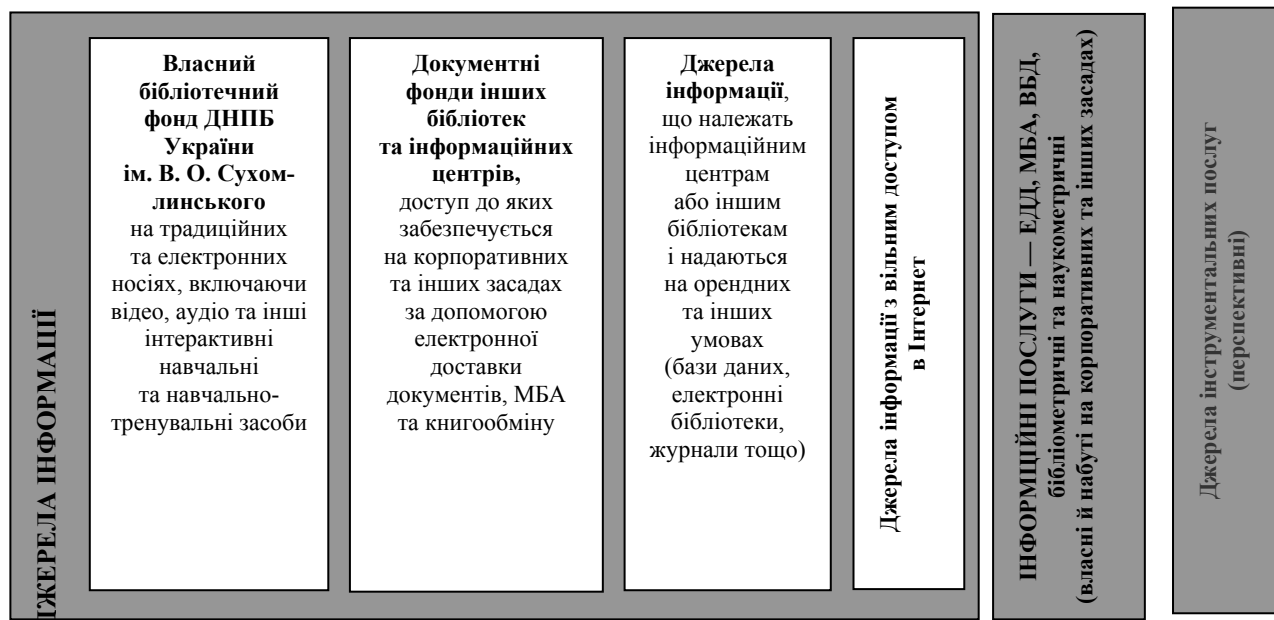 ДЖЕРЕЛА ІНФОРМАЦІЇ
Власний
бібліотечний
фонд ДНПБ
України
ім. В. О. Сухом-
линського
на традиційних
та електронних
носіях, включаючи
відео, аудіо та інші
інтерактивні
навчальні
та навчально-
тренувальні засоби
Документні
фонди інших
бібліотек
та інформаційних
центрів,
доступ до яких
забезпечується
на корпоративних
та інших засадах
за допомогою
електронної
доставки
документів, МБА
та книгообміну
Джерела
інформації,
що належать
інформаційним
центрам
або іншим
бібліотекам
і надаються
на орендних
та інших
умовах
(бази даних,
електронні
бібліотеки,
журнали тощо)
Джерела інформації з вільним доступом
в Інтернет
ІНФОРМЦІЙНІ ПОСЛУГИ — ЕДД, МБА, ВБД,
бібліометричні та наукометричні
(власні й набуті на корпоративних та інших засадах)
Джерела інструментальних послуг
(перспективні)